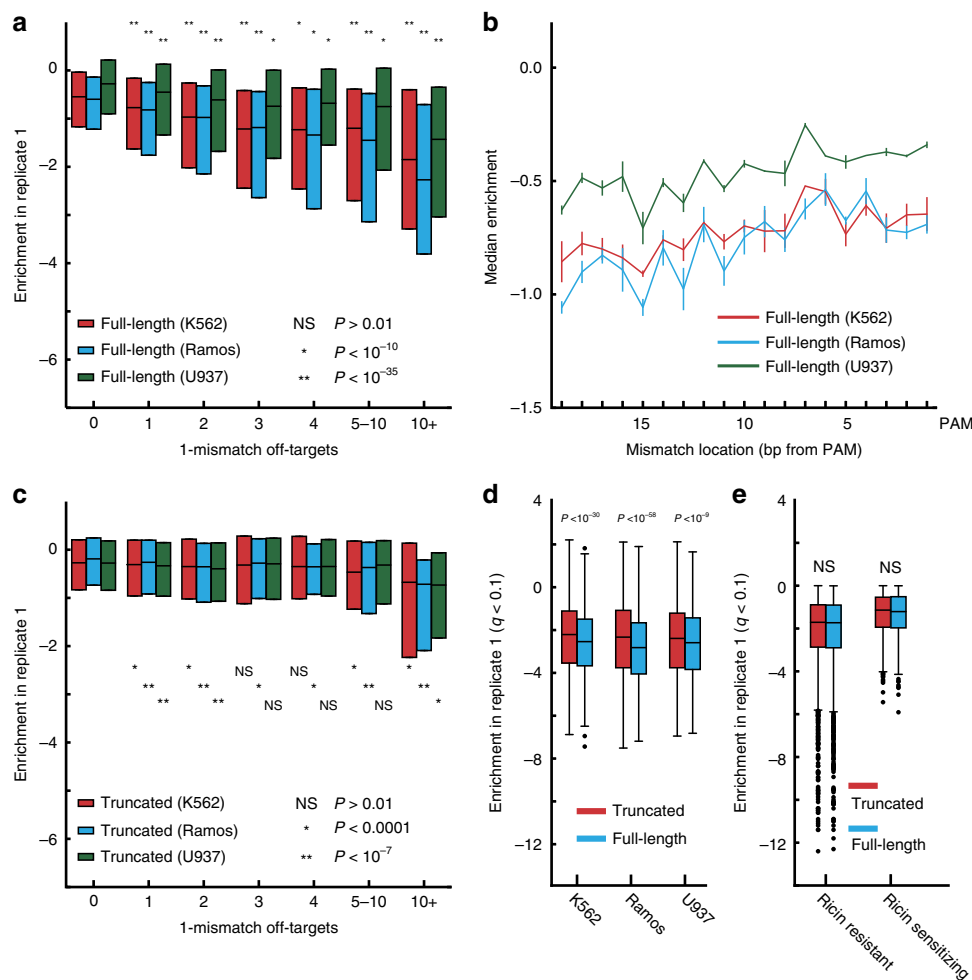 a
** ** ** ** ** ** ** ** * * * * ** ** * ** ** **
Enrichment in replicate 1
0
−2
−4
−6
Full-length (K562)
Full-length (Ramos)
Full-length (U937)
NS P > 0.01
* P < 10−10
** P < 10−35
0 1 2 3 4 5–10 10+
1-mismatch off-targets
b
Median enrichment
0
−0.5
−1.0
−1.5
Full-length (K562)
Full-length (Ramos)
Full-length (U937)
15 10 5 PAM
Mismatch location (bp from PAM)
c
Enrichment in replicate 1
0
−2
−4
−6
* ** ** * ** ** NS * NS NS * NS * ** NS * ** *
Truncated (K562)
Truncated (Ramos)
Truncated (U937)
NS P > 0.01
* P < 0.0001
** P < 10−7
0 1 2 3 4 5–10 10+
1-mismatch off-targets
d
Enrichment in replicate 1 (q < 0.1)
4
0
−4
−8
−12
P <10−30 P <10−58 P <10−9
Truncated
Full-length
K562
Ramos
U937
e
Enrichment in replicate 1 (q < 0.1)
4
0
−4
−8
−12
NS NS
Truncated
Full-length
Ricin resistant
Ricin sensitizing